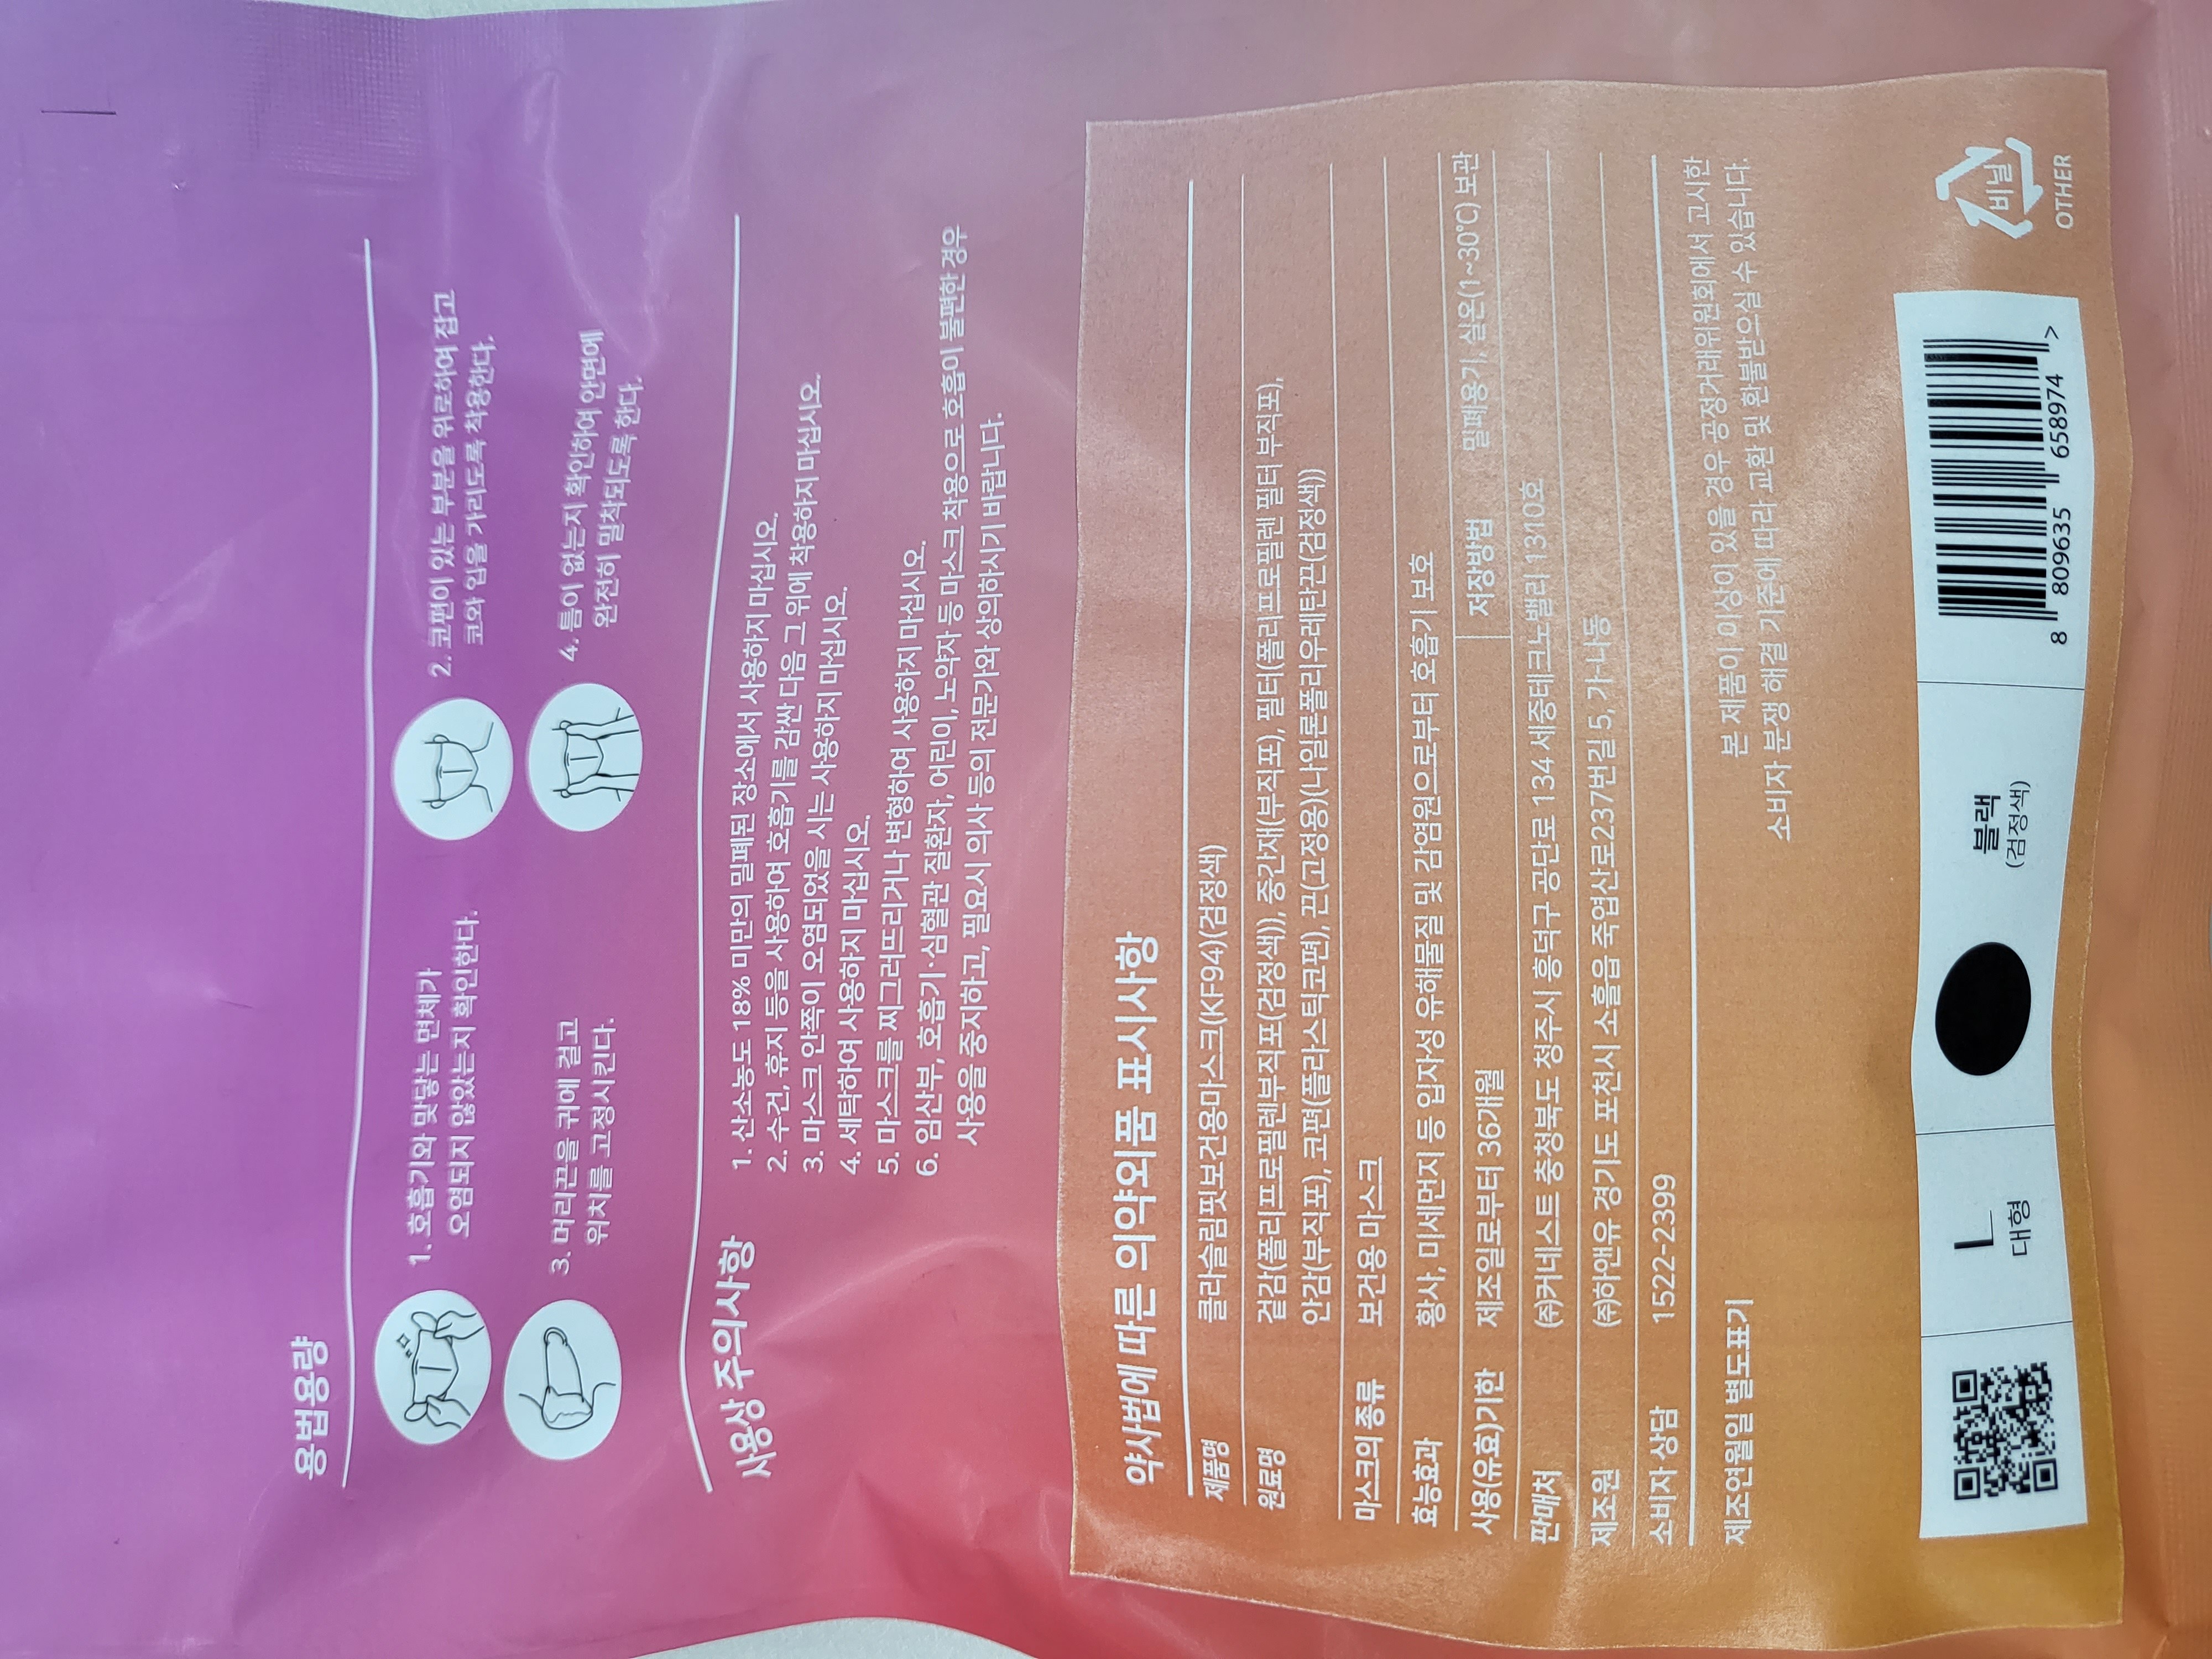 용법용량
1. 호흡기와 맞닿는 면체가
오염되지 않았는지 확인한다.
2. 코편이 있는 부분을 위로하여 잡고
코와 입을 가리도록 착용한다.
3. 머리끈을 귀에 걸고
위치를 고정시킨다.
4. 틈이 없는지 확인하여 안면에
완전히 밀착되도록 한다.
사용상 주의사항
1. 산소농도 18% 미만의 밀폐된 장소에서 사용하지 마십시오.
2. 수건, 휴지 등을 사용하여 호흡기를 감싼 다음 그 위에 착용하지 마십시오.
3. 마스크 안쪽이 오염되었을 시는 사용하지 마십시오.
4. 세탁하여 사용하지 마십시오.
5. 마스크를 찌그러뜨리거나 변형하여 사용하지 마십시오.
6. 임산부, 호흡기·심혈관 질환자, 어린이, 노약자 등 마스크 착용으로 호흡이 불편한 경우
사용을 중지하고, 필요시 의사 등의 전문가와 상의하시기 바랍니다.
약사법에 따른 의약외품 표시사항
제품명 클라슬림핏보건용마스크(KF94)(검정색)
원료명 겉감(폴리프로필렌부직포(검정색)), 중간재(부직포), 필터(폴리프로필렌 필터 부직포),
안감(부직포), 코편(플라스틱코편), 끈(고정용)(나일론폴리우레탄끈(검정색))
마스크의 종류 보건용 마스크
효능효과 황사, 미세먼지 등 입자성 유해물질 및 감염원으로부터 호흡기 보호
사용(유효)기한 제조일로부터 36개월 저장방법 밀폐용기, 실온(1~30℃) 보관
판매처 ㈜커네스트 충청북도 청주시 흥덕구 공단로 134 세중테크노밸리 1310호
제조원 ㈜하앤유 경기도 포천시 소흘읍 죽엽산로237번길 5, 가·나동
소비자 상담 1522-2399
제조연월일 별도표기
본 제품이 이상이 있을 경우 공정거래위원회에서 고시한
소비자 분쟁 해결 기준에 따라 교환 및 환불받으실 수 있습니다.
L
대형
블랙
(검정색)
8 809635 658974 >
비닐
OTHER